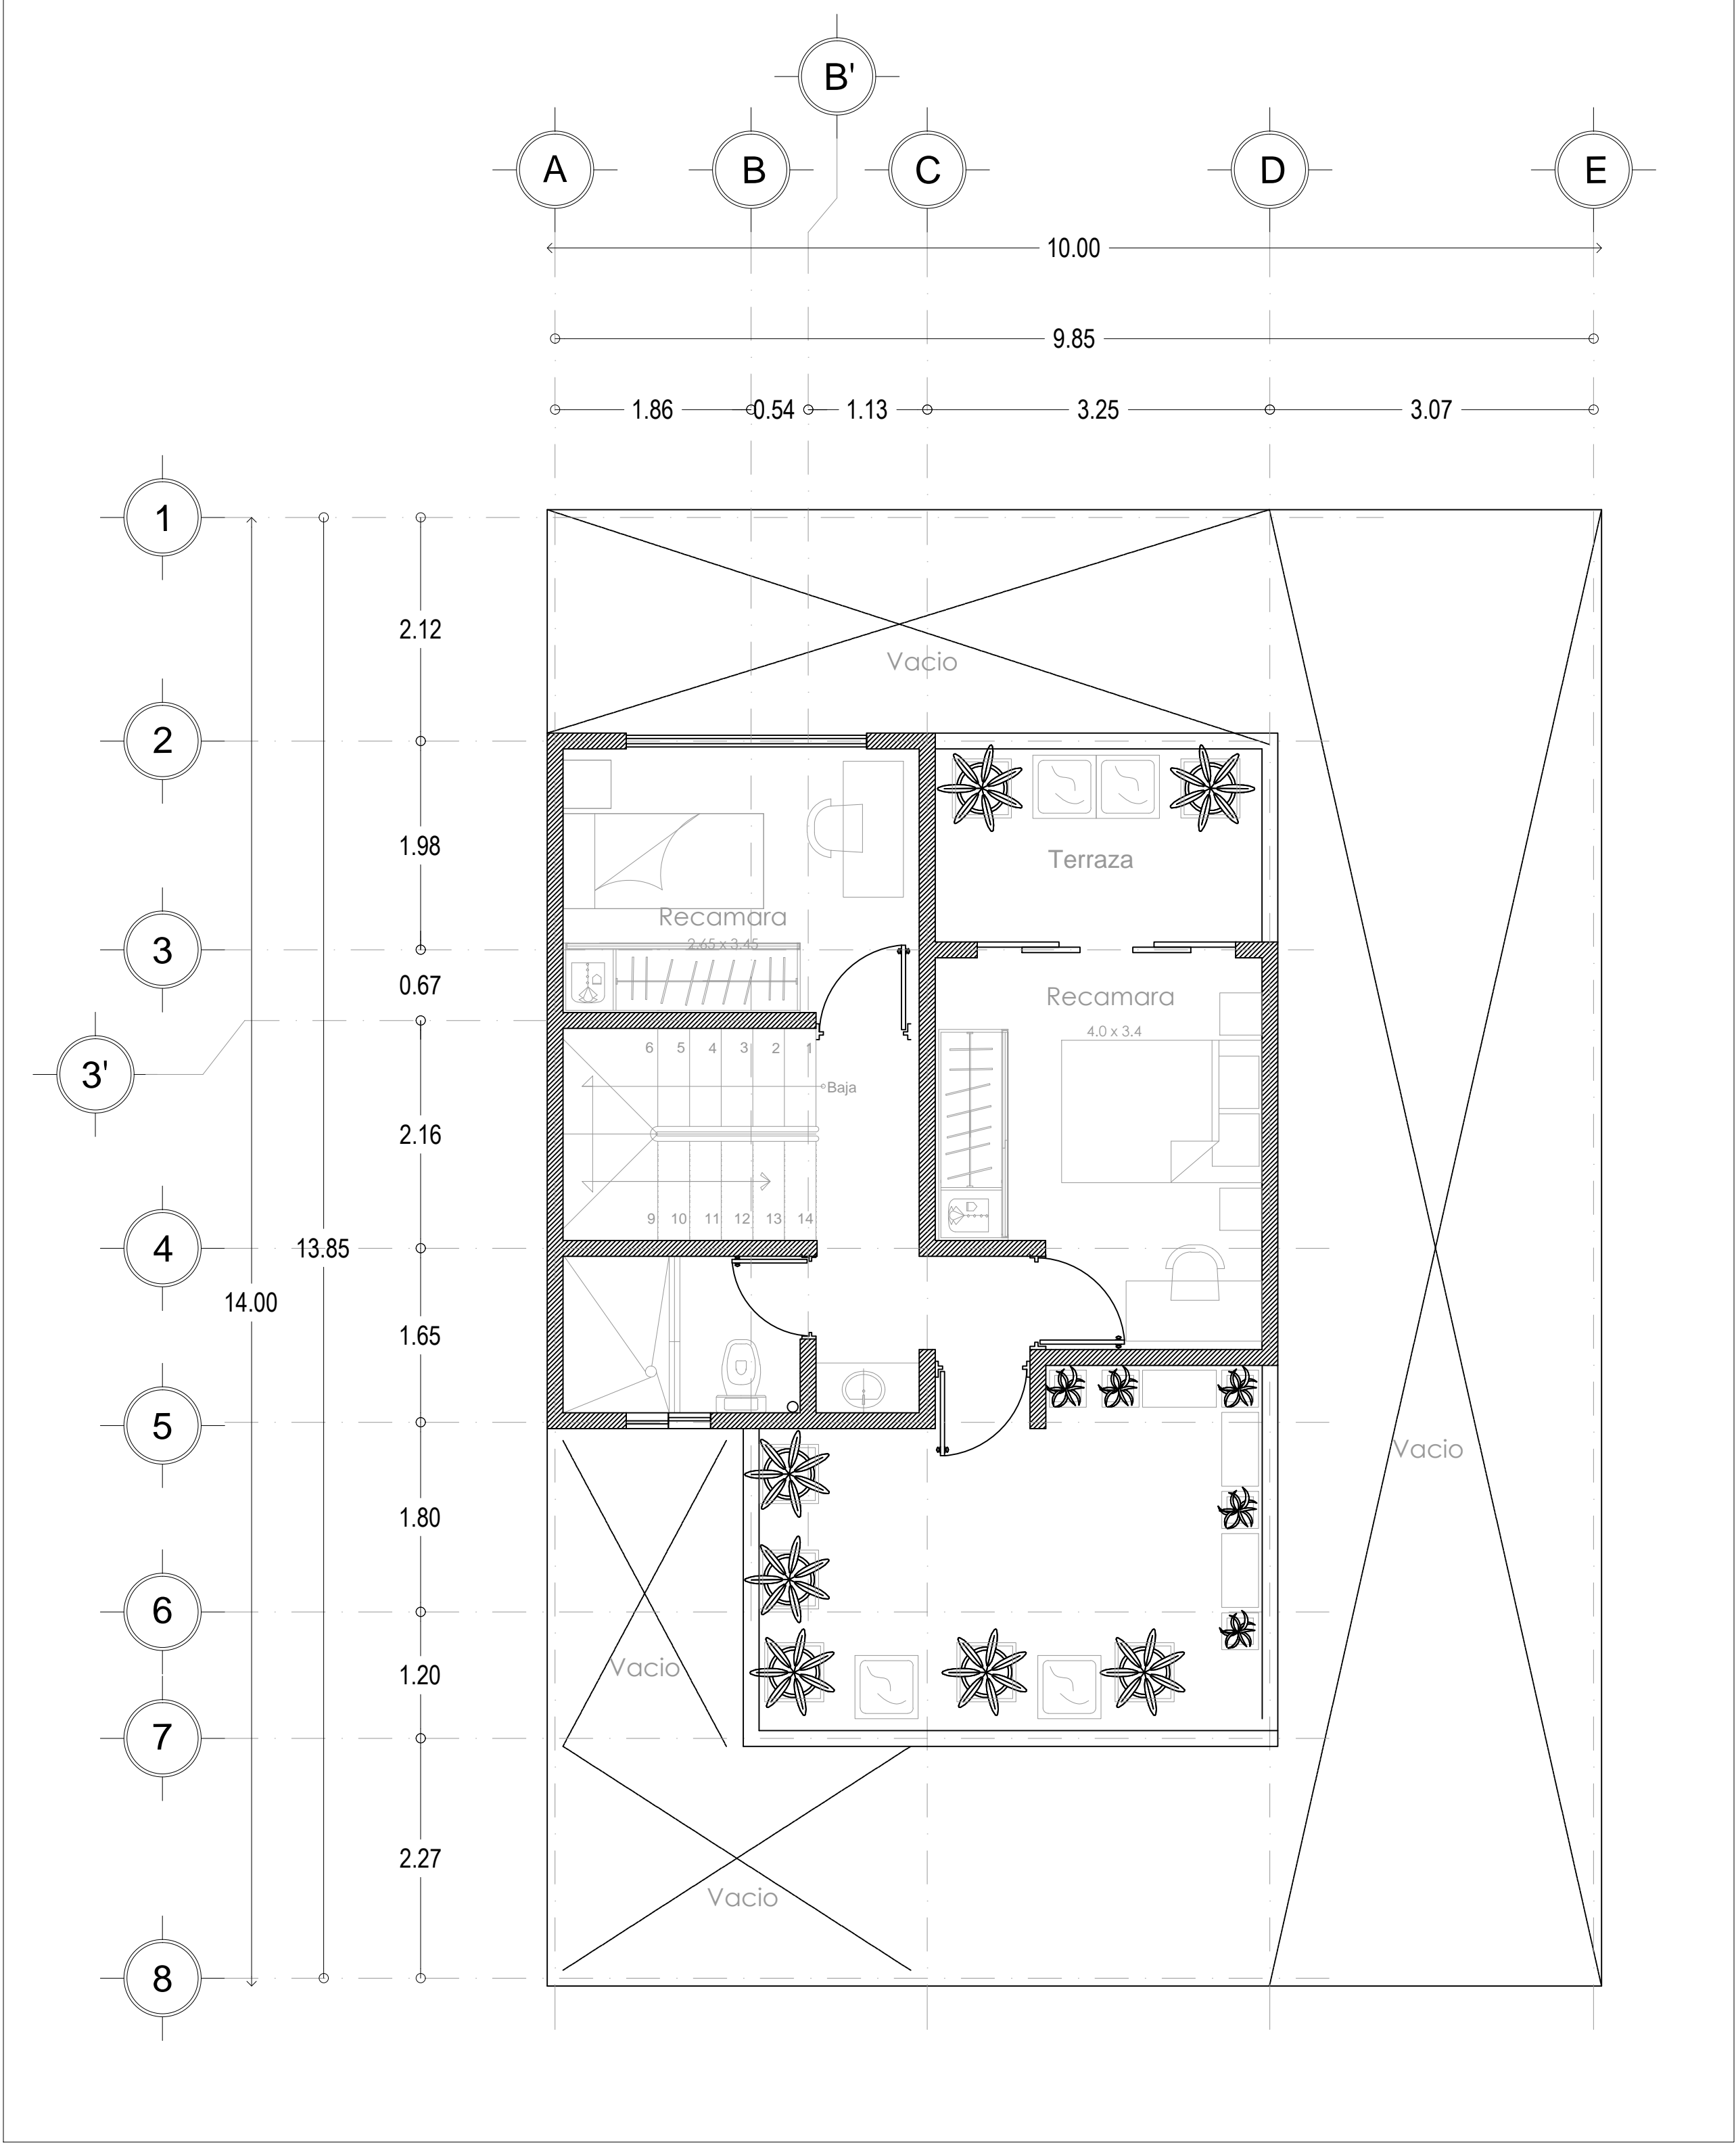 B'
A
B
C
D
E
10.00
9.85
1.86
0.54
1.13
3.25
3.07
1
2.12
Vacio
2
1.98
Terraza
Recamara
2.65 x 3.45
3
0.67
Recamara
4.0 x 3.4
3'
6 5 4 3 2 1
Baja
2.16
9 10 11 12 13 14
4
13.85
14.00
1.65
5
Vacio
1.80
6
Vacio
1.20
7
2.27
Vacio
8